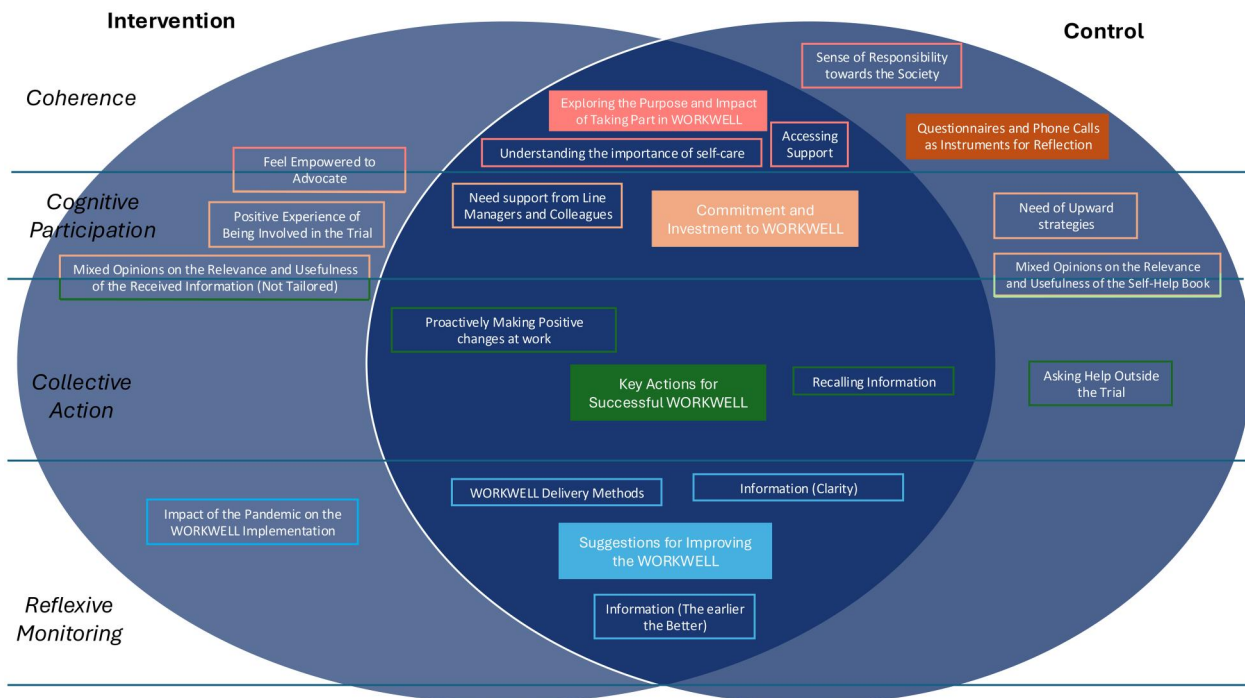 Intervention
Control
Coherence
Sense of Responsibility
towards the Society
Exploring the Purpose and Impact
of Taking Part in WORKWELL
Questionnaires and Phone Calls
as Instruments for Reflection
Understanding the importance of self-care
Accessing
Support
Feel Empowered to
Advocate
Cognitive
Participation
Need support from Line
Managers and Colleagues
Commitment and
Investment to WORKWELL
Need of Upward
strategies
Positive Experience of
Being Involved in the Trial
Mixed Opinions on the Relevance and Usefulness
of the Received Information (Not Tailored)
Mixed Opinions on the Relevance
and Usefulness of the Self-Help Book
Proactively Making Positive
changes at work
Collective
Action
Key Actions for
Successful WORKWELL
Recalling Information
Asking Help Outside
the Trial
WORKWELL Delivery Methods
Information (Clarity)
Impact of the Pandemic on the
WORKWELL Implementation
Suggestions for Improving
the WORKWELL
Reflexive
Monitoring
Information (The earlier
the Better)